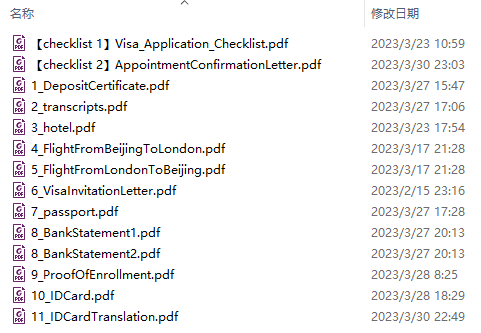 名称 修改日期
【checklist 1】Visa_Application_Checklist.pdf 2023/3/23 10:59
【checklist 2】AppointmentConfirmationLetter.pdf 2023/3/30 23:03
1_DepositCertificate.pdf 2023/3/27 15:47
2_transcripts.pdf 2023/3/27 17:06
3_hotel.pdf 2023/3/23 17:54
4_FlightFromBeijingToLondon.pdf 2023/3/17 21:28
5_FlightFromLondonToBeijing.pdf 2023/3/17 21:28
6_VisaInvitationLetter.pdf 2023/2/15 23:16
7_passport.pdf 2023/3/27 17:28
8_BankStatement1.pdf 2023/3/27 20:13
8_BankStatement2.pdf 2023/3/27 20:13
9_ProofOfEnrollment.pdf 2023/3/28 8:25
10_IDCard.pdf 2023/3/28 18:29
11_IDCardTranslation.pdf 2023/3/30 22:49